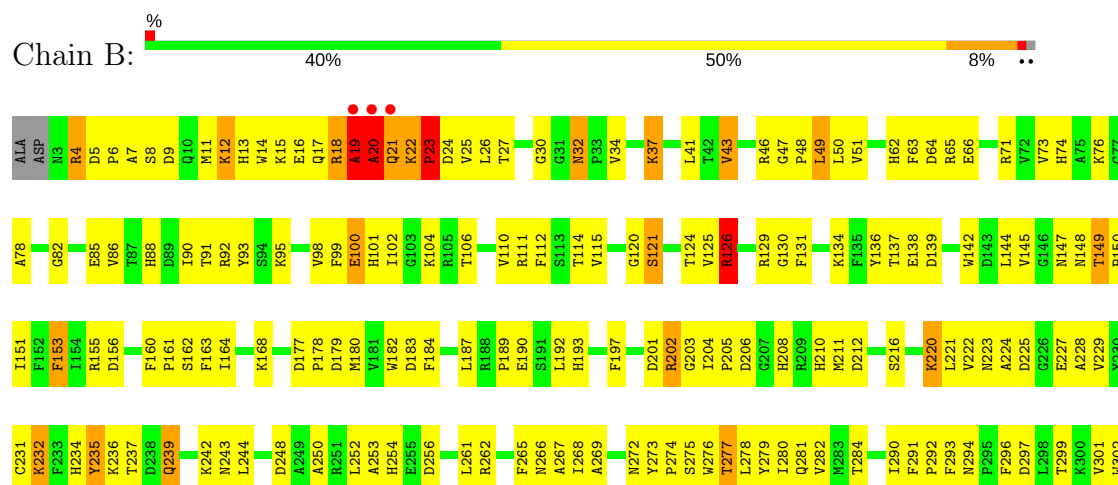 %
Chain B:
40% 50% 8% ••
ALA ASP N3 R4 D5 P6 A7 S8 D9 Q10 M11 K12 H13 W14 K15 E16 Q17 R18 A19 A20 Q21 K22 P23 D24 V25 L26 T27 G30 G31 N32 P33 V34 K37 L41 T42 V43 R46 G47 P48 L49 L50 V51 H62 F63 D64 R65 E66 R71 V72 V73 H74 A75 K76 G77
A78 G82 E85 V86 T87 H88 D89 I90 T91 R92 Y93 S94 K95 V98 F99 E100 H101 I102 G103 K104 R105 T106 V110 R111 F112 S113 T114 V115 G120 S121 T124 V125 R126 R129 G130 F131 K134 F135 Y136 T137 E138 D139 W142 D143 L144 V145 G146 N147 N148 T149 P150
I151 F152 F153 I154 R155 D156 F160 P161 S162 F163 I164 K168 D177 P178 D179 M180 V181 W182 D183 F184 L187 R188 P189 E190 S191 L192 H193 F197 D201 R202 G203 I204 P205 D206 G207 H208 R209 H210 M211 D212 S216 K220 L221 V222 N223 A224 D225 G226 E227 A228 V229 Y230
C231 K232 F233 H234 Y235 K236 T237 D238 Q239 K242 N243 L244 D248 A249 A250 R251 L252 A253 H254 E255 D256 L261 R262 F265 N266 A267 I268 A269 N272 Y273 P274 S275 W276 T277 L278 Y279 I280 Q281 V282 M283 T284 I290 F291 P292 F293 N294 P295 F296 D297 L298 T299 K300 V301 W302